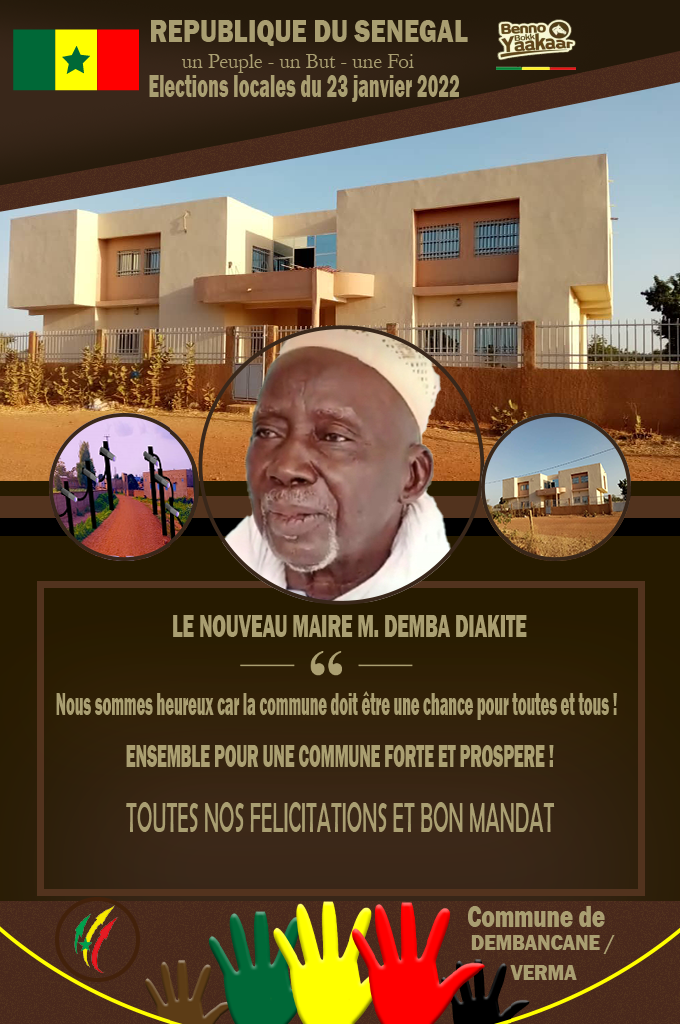 REPUBLIQUE DU SENEGAL
un Peuple - un But - une Foi
Elections locales du 23 janvier 2022
Benno
Bokk
Yaakaar
LE NOUVEAU MAIRE M. DEMBA DIAKITE
“
Nous sommes heureux car la commune doit être une chance pour toutes et tous !
ENSEMBLE POUR UNE COMMUNE FORTE ET PROSPERE !
TOUTES NOS FELICITATIONS ET BON MANDAT
Commune de
DEMBANCANE /
VERMA